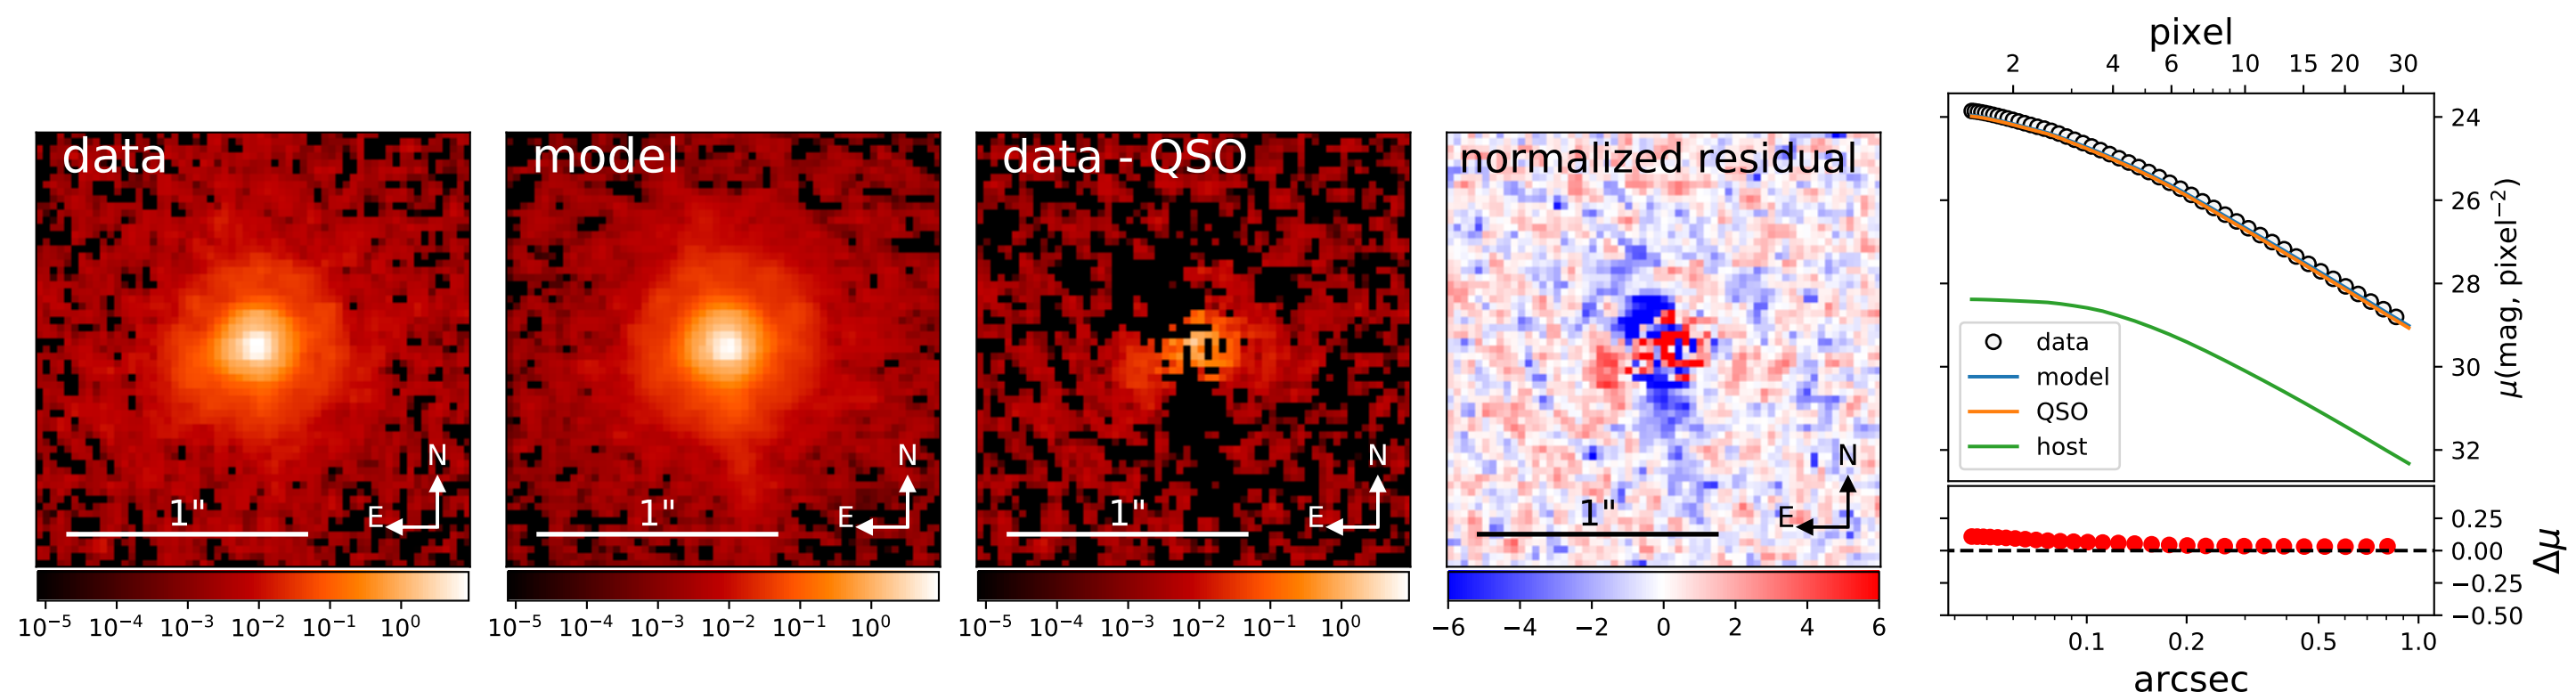 data
N
E
1"
10⁻⁵ 10⁻⁴ 10⁻³ 10⁻² 10⁻¹ 10⁰
model
N
E
1"
10⁻⁵ 10⁻⁴ 10⁻³ 10⁻² 10⁻¹ 10⁰
data - QSO
N
E
1"
10⁻⁵ 10⁻⁴ 10⁻³ 10⁻² 10⁻¹ 10⁰
normalized residual
N
E
1"
−6 −4 −2 0 2 4 6
pixel
2 4 6 10 15 20 30
24
26
28
30
32
μ(mag, pixel⁻²)
data
model
QSO
host
0.25
0.00
−0.25
−0.50
Δμ
0.1 0.2 0.5 1.0
arcsec